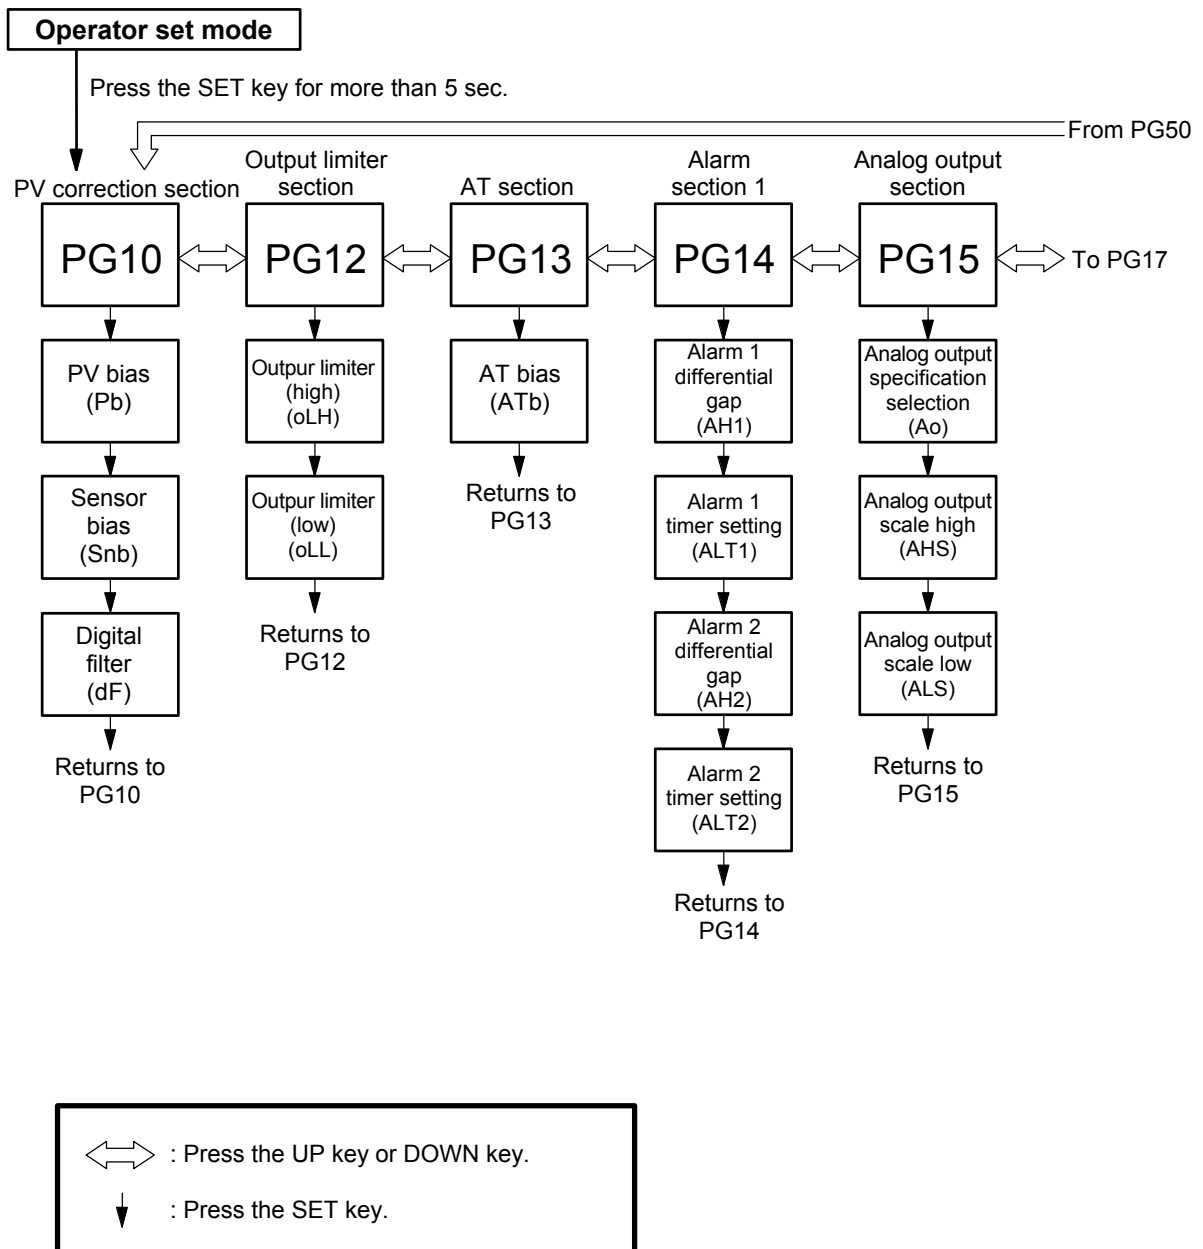 Operator set mode
Press the SET key for more than 5 sec.
From PG50
PV correction section
Output limiter
section
AT section
Alarm
section 1
Analog output
section
PG10
PG12
PG13
PG14
PG15
To PG17
PV bias
(Pb)
Sensor
bias
(Snb)
Digital
filter
(dF)
Returns to
PG10
Outpur limiter
(high)
(oLH)
Outpur limiter
(low)
(oLL)
Returns to
PG12
AT bias
(ATb)
Returns to
PG13
Alarm 1
differential
gap
(AH1)
Alarm 1
timer setting
(ALT1)
Alarm 2
differential
gap
(AH2)
Alarm 2
timer setting
(ALT2)
Returns to
PG14
Analog output
specification
selection
(Ao)
Analog output
scale high
(AHS)
Analog output
scale low
(ALS)
Returns to
PG15
: Press the UP key or DOWN key.
: Press the SET key.